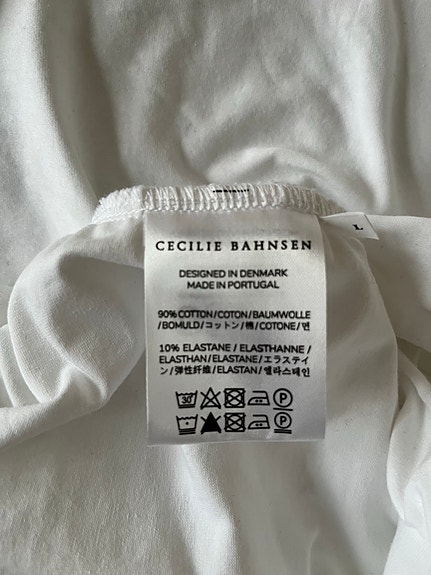 CECILIE BAHNSEN
L
DESIGNED IN DENMARK
MADE IN PORTUGAL
90% COTTON/COTON/BAUMWOLLE
/BOMULD/コットン/棉/COTONE/면
10% ELASTANE/ELASTHANNE/
ELASTHAN/ELASTANE/エラステイ
ン/弹性纤维/ELASTAN/엘라스테인
30
P
P